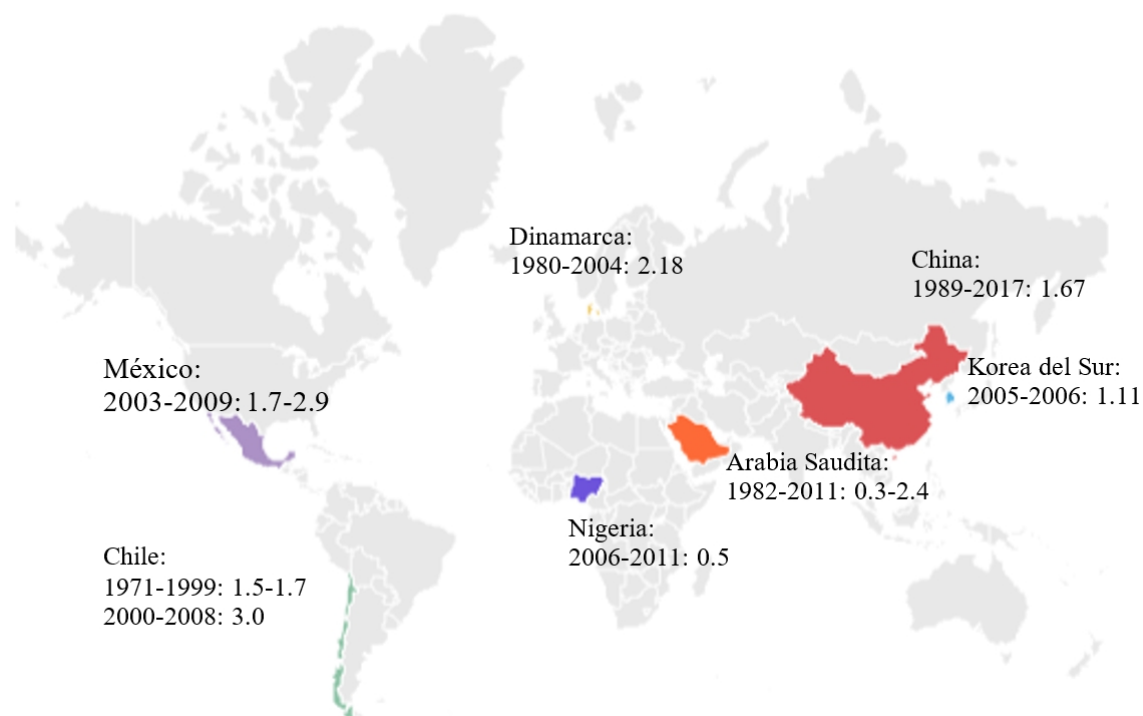 Dinamarca:
1980-2004: 2.18
China:
1989-2017: 1.67
México:
2003-2009: 1.7-2.9
Korea del Sur:
2005-2006: 1.11
Arabia Saudita:
1982-2011: 0.3-2.4
Nigeria:
2006-2011: 0.5
Chile:
1971-1999: 1.5-1.7
2000-2008: 3.0